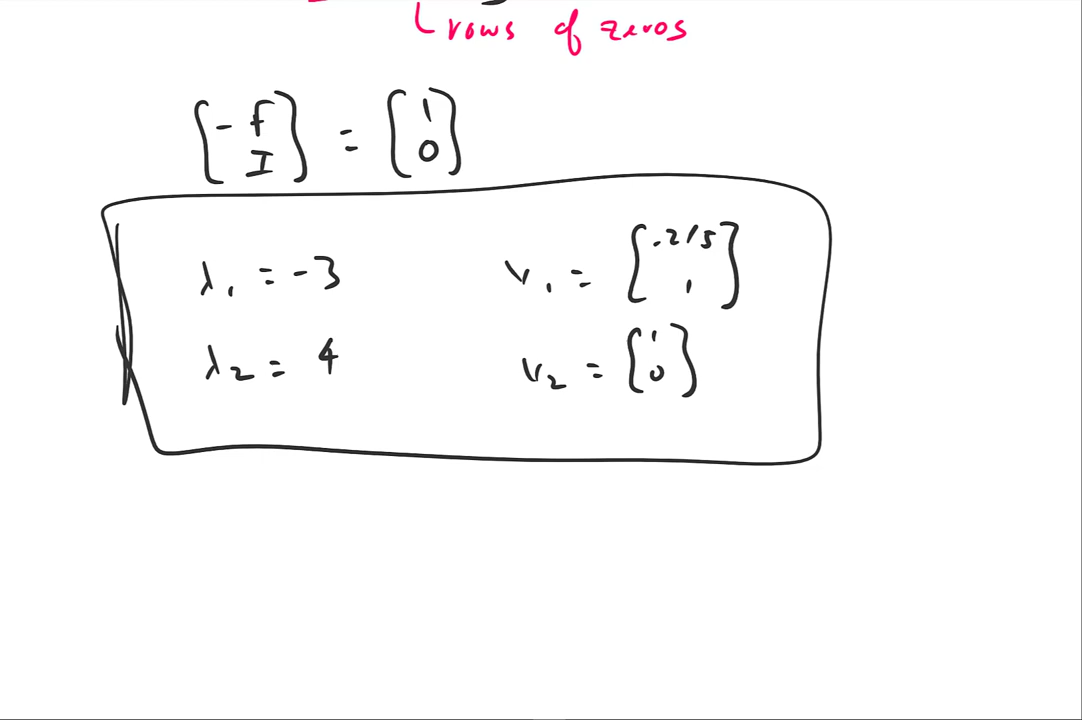 rows of zeros
[-F
I] = [1
0]
λ₁ = -3 v₁ = [-2/5
1]
λ₂ = 4 v₂ = [1
0]